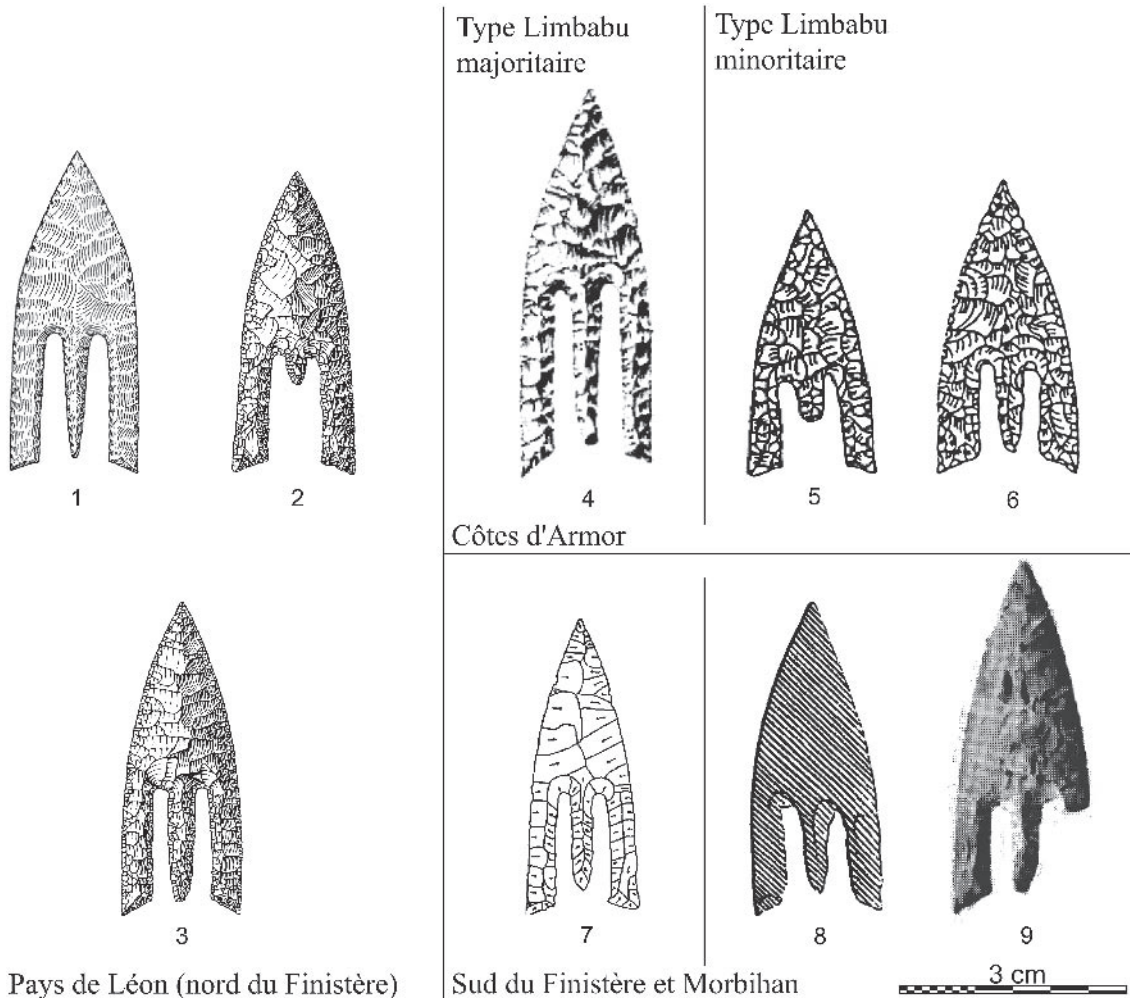 Type Limbabu
majoritaire
Type Limbabu
minoritaire
1
2
4
5
6
Côtes d'Armor
3
7
8
9
Pays de Léon (nord du Finistère)
Sud du Finistère et Morbihan
3 cm